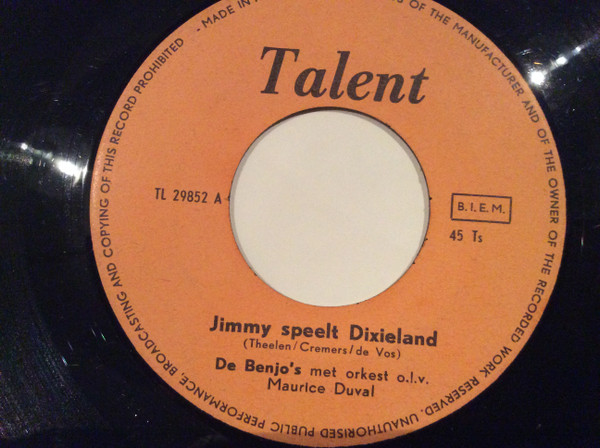 Talent
TL 29852 A
B.I.E.M.
45 Ts
Jimmy speelt Dixieland
(Theelen/Cremers/de Vos)
De Benjo's met orkest o.l.v.
Maurice Duval
- MADE IN
OF THE MANUFACTURER AND OF THE OWNER OF THE RECORDED WORK RESERVED. UNAUTHORISED PUBLIC PERFORMANCE, BROADCASTING AND COPYING OF THIS RECORD PROHIBITED